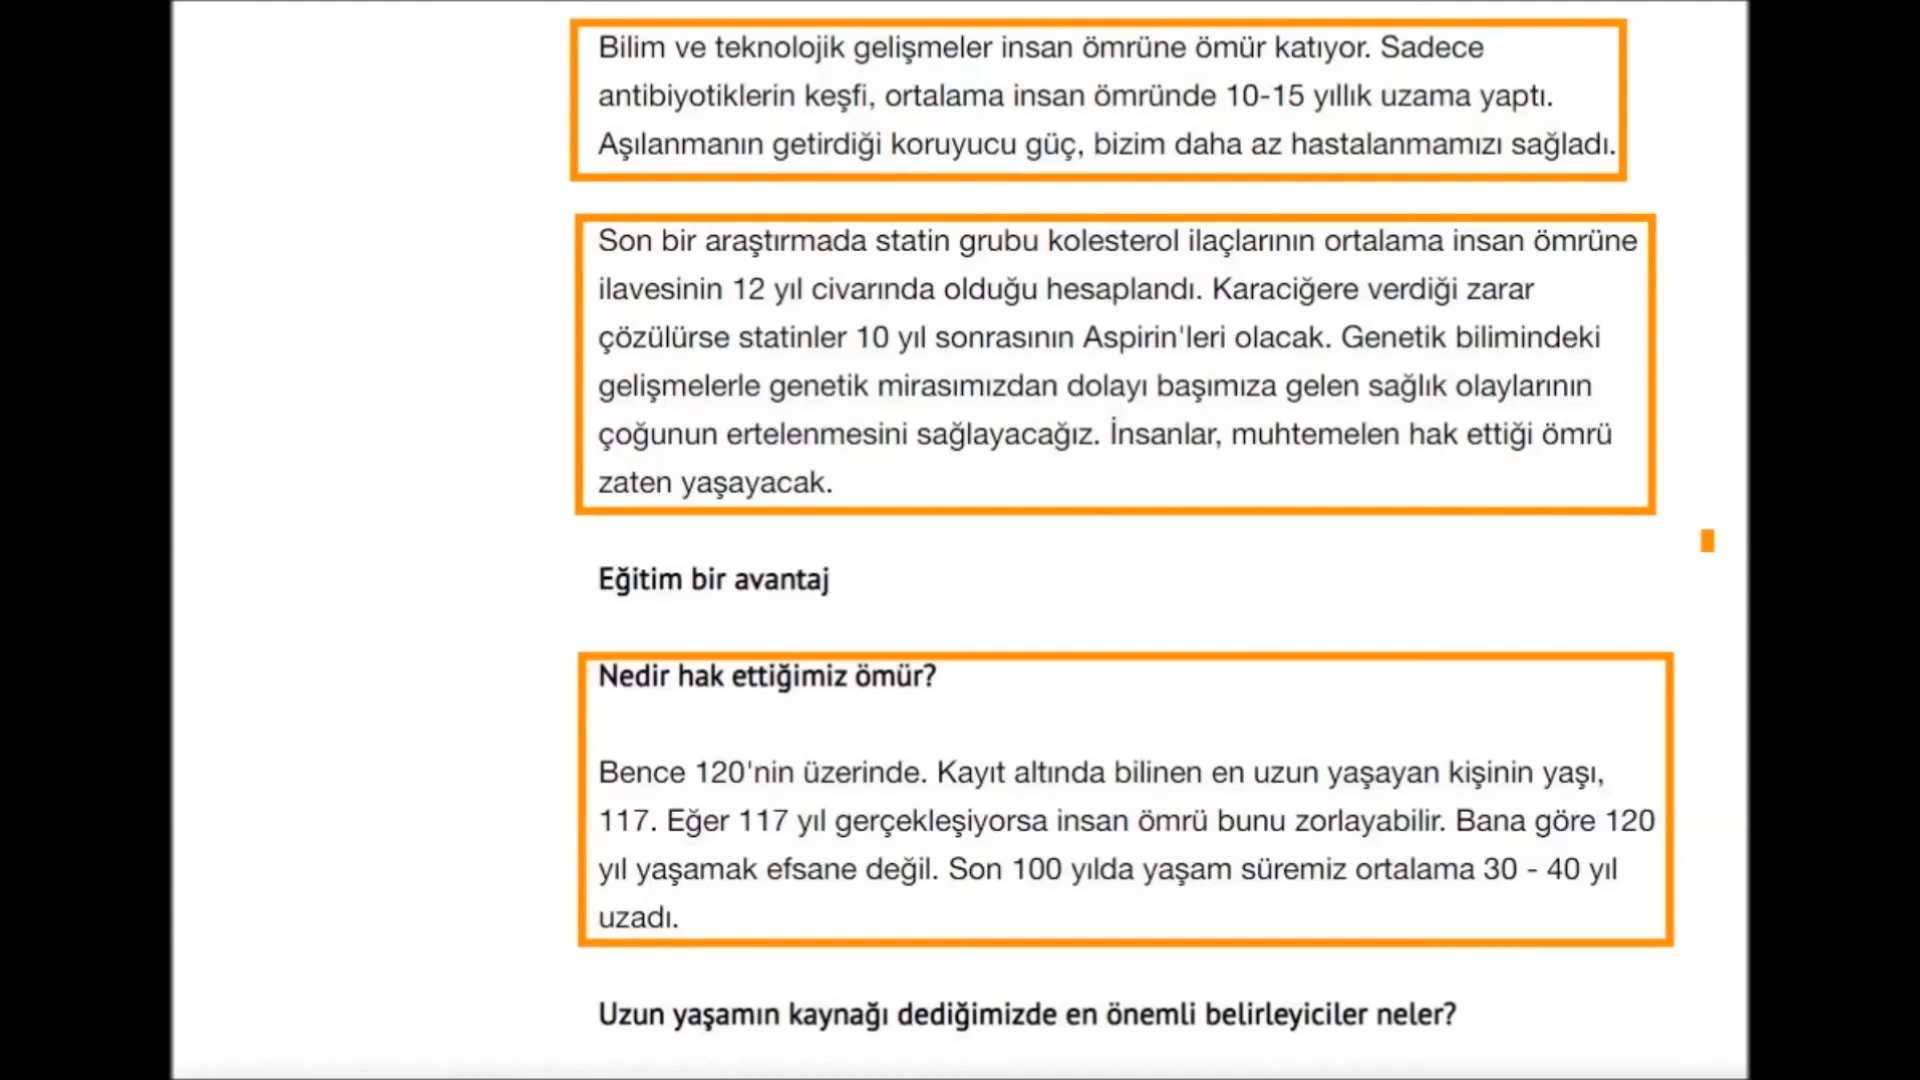 Bilim ve teknolojik gelişmeler insan ömrüne ömür katıyor. Sadece
antibiyotiklerin keşfi, ortalama insan ömründe 10-15 yıllık uzama yaptı.
Aşılanmanın getirdiği koruyucu güç, bizim daha az hastalanmamızı sağladı.
Son bir araştırmada statin grubu kolesterol ilaçlarının ortalama insan ömrüne
ilavesinin 12 yıl civarında olduğu hesaplandı. Karaciğere verdiği zarar
çözülürse statinler 10 yıl sonrasının Aspirin'leri olacak. Genetik bilimindeki
gelişmelerle genetik mirasımızdan dolayı başımıza gelen sağlık olaylarının
çoğunun ertelenmesini sağlayacağız. İnsanlar, muhtemelen hak ettiği ömrü
zaten yaşayacak.
Eğitim bir avantaj
Nedir hak ettiğimiz ömür?
Bence 120'nin üzerinde. Kayıt altında bilinen en uzun yaşayan kişinin yaşı,
117. Eğer 117 yıl gerçekleşiyorsa insan ömrü bunu zorlayabilir. Bana göre 120
yıl yaşamak efsane değil. Son 100 yılda yaşam süremiz ortalama 30 - 40 yıl
uzadı.
Uzun yaşamın kaynağı dediğimizde en önemli belirleyiciler neler?